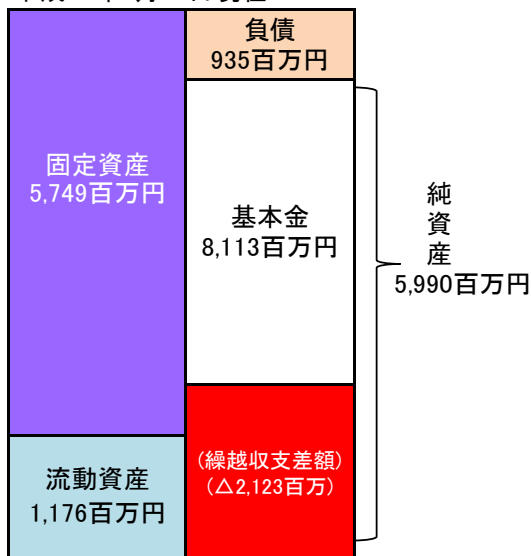 負債
935百万円
固定資産
5,749百万円
基本金
8,113百万円
純
資
産
5,990百万円
(繰越収支差額)
(△2,123百万)
流動資産
1,176百万円